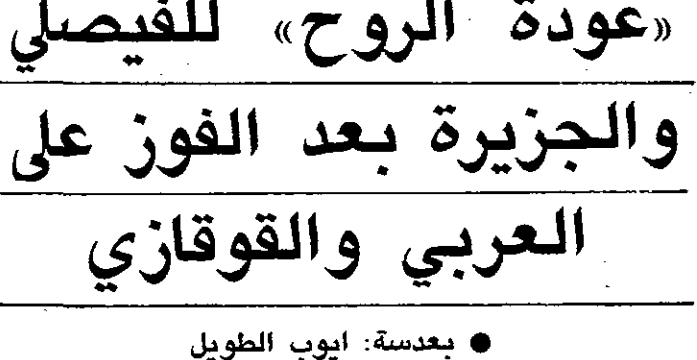 «عودة الروح» للفيصلي
والجزيرة بعد الفوز على
العربي والقوقازي
● بعدسة: ايوب الطويل